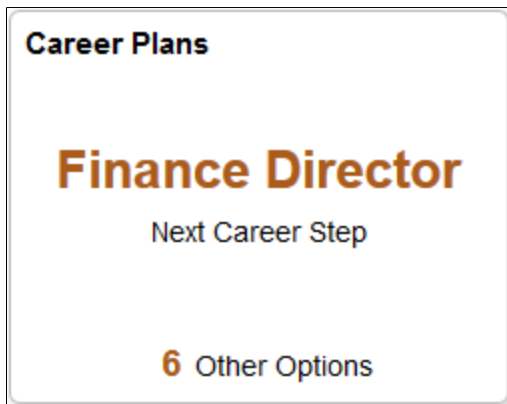 Career Plans
Finance Director
Next Career Step
6 Other Options